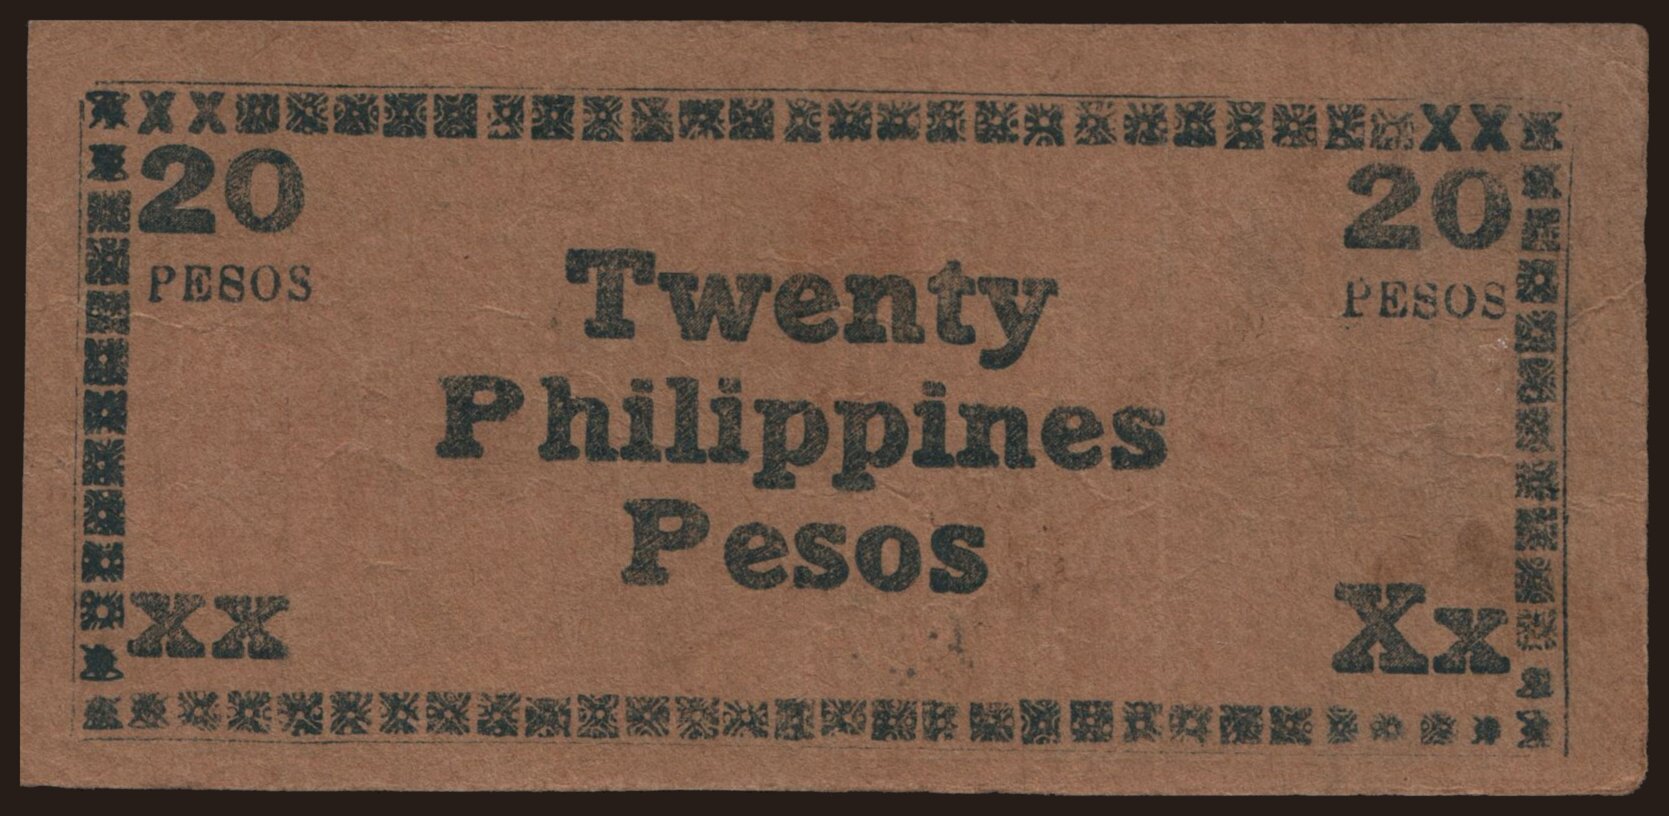 XX XX
20 20
PESOS PESOS
Twenty
Philippines
Pesos
XX Xx